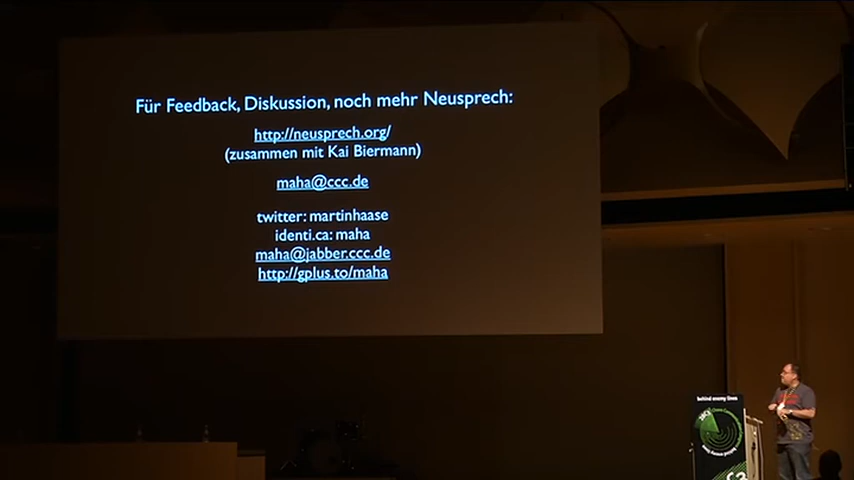 Für Feedback, Diskussion, noch mehr Neusprech:
http://neusprech.org/
(zusammen mit Kai Biermann)
maha@ccc.de
twitter: martinhaase
identi.ca: maha
maha@jabber.ccc.de
http://gplus.to/maha
behind enemy lines